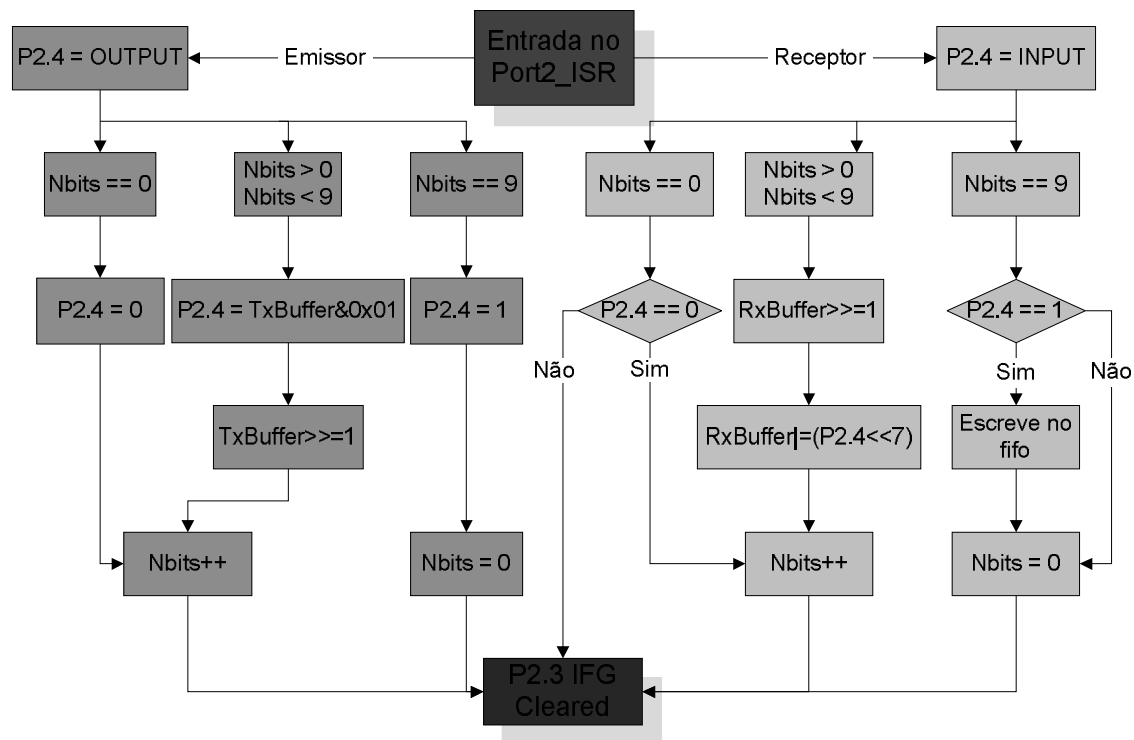 Entrada no
Port2_ISR
P2.4 = OUTPUT
Emissor
Receptor
P2.4 = INPUT
Nbits == 0
Nbits > 0
Nbits < 9
Nbits == 9
Nbits == 0
Nbits > 0
Nbits < 9
Nbits == 9
P2.4 = 0
P2.4 = TxBuffer&0x01
P2.4 = 1
P2.4 == 0
RxBuffer>>=1
P2.4 == 1
Não
Sim
Sim
Não
TxBuffer>>=1
RxBuffer|=(P2.4<<7)
Escreve no
fifo
Nbits++
Nbits = 0
Nbits++
Nbits = 0
P2.3 IFG
Cleared